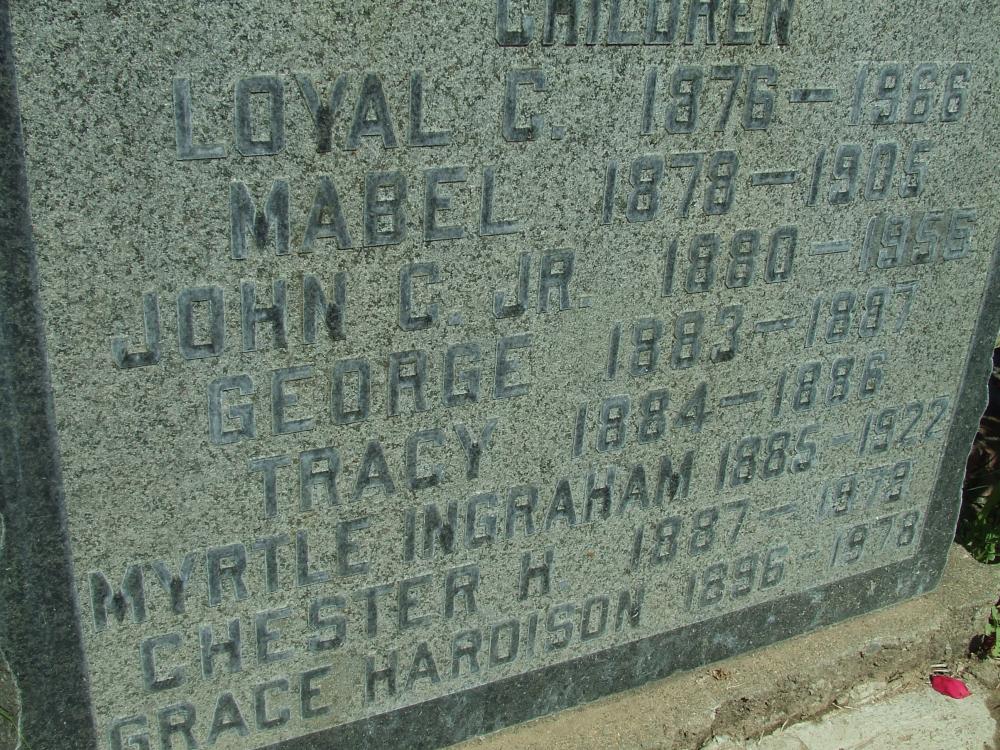 CHILDREN
LOYAL C. 1876 – 1966
MABEL 1878 – 1905
JOHN C. JR. 1880 – 1956
GEORGE 1883 – 1887
TRACY 1884 – 1886
MYRTLE INGRAHAM 1885 – 1922
CHESTER H. 1887 – 1973
GRACE HARDISON 1896 – 1978